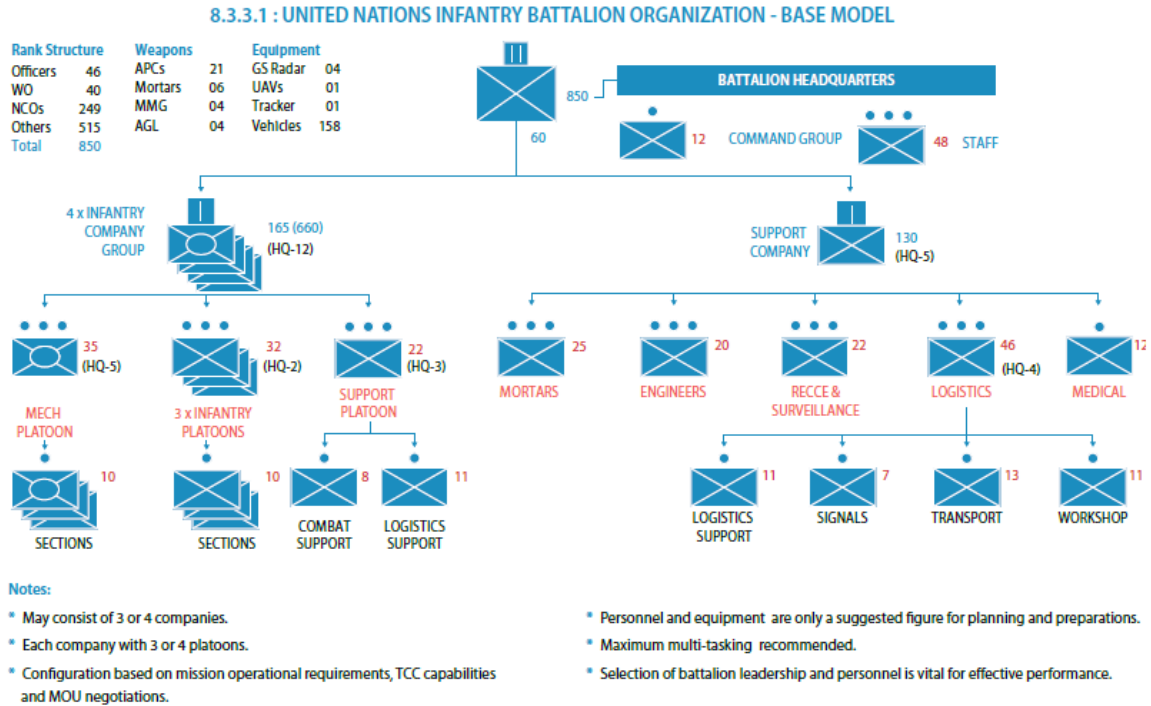 8.3.3.1 : UNITED NATIONS INFANTRY BATTALION ORGANIZATION - BASE MODEL
Rank Structure
Officers 46
WO 40
NCOs 249
Others 515
Total 850
Weapons
APCs 21
Mortars 06
MMG 04
AGL 04
Equipment
GS Radar 04
UAVs 01
Tracker 01
Vehicles 158
850
60
BATTALION HEADQUARTERS
12 COMMAND GROUP
48 STAFF
4 x INFANTRY
COMPANY
GROUP
165 (660)
(HQ-12)
SUPPORT
COMPANY
130
(HQ-5)
35
(HQ-5)
MECH
PLATOON
32
(HQ-2)
3 x INFANTRY
PLATOONS
22
(HQ-3)
SUPPORT
PLATOON
25
MORTARS
20
ENGINEERS
22
RECCE &
SURVEILLANCE
46
(HQ-4)
LOGISTICS
12
MEDICAL
10
SECTIONS
10
SECTIONS
8
COMBAT
SUPPORT
11
LOGISTICS
SUPPORT
11
LOGISTICS
SUPPORT
7
SIGNALS
13
TRANSPORT
11
WORKSHOP
Notes:
* May consist of 3 or 4 companies.
* Each company with 3 or 4 platoons.
* Configuration based on mission operational requirements, TCC capabilities
and MOU negotiations.
* Personnel and equipment are only a suggested figure for planning and preparations.
* Maximum multi-tasking recommended.
* Selection of battalion leadership and personnel is vital for effective performance.